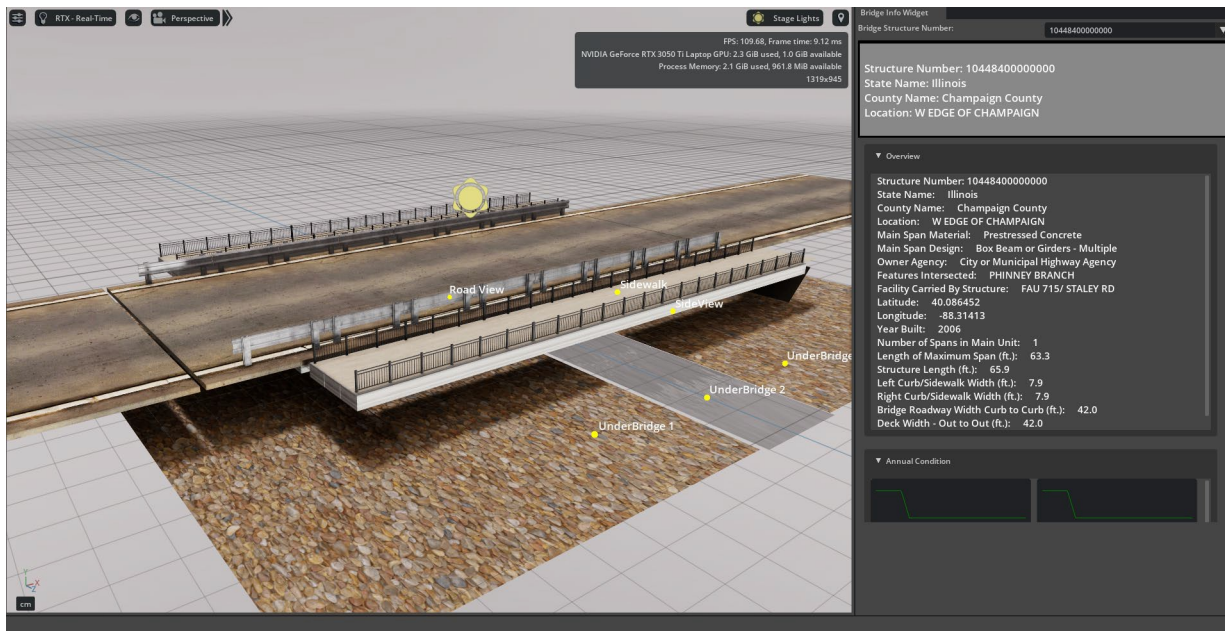 RTX - Real-Time
Perspective
Stage Lights
FPS: 109.68, Frame time: 9.12 ms
NVIDIA GeForce RTX 3050 Ti Laptop GPU: 2.3 GiB used, 1.0 GiB available
Process Memory: 2.1 GiB used, 961.8 MiB available
1319x945
Road View
Sidewalk
SideView
UnderBridge
UnderBridge 2
UnderBridge 1
Y
X
Z
cm
Bridge Info Widget
Bridge Structure Number: 10448400000000
Structure Number: 10448400000000
State Name: Illinois
County Name: Champaign County
Location: W EDGE OF CHAMPAIGN
Overview
Structure Number: 10448400000000
State Name: Illinois
County Name: Champaign County
Location: W EDGE OF CHAMPAIGN
Main Span Material: Prestressed Concrete
Main Span Design: Box Beam or Girders - Multiple
Owner Agency: City or Municipal Highway Agency
Features Intersected: PHINNEY BRANCH
Facility Carried By Structure: FAU 715/ STALEY RD
Latitude: 40.086452
Longitude: -88.31413
Year Built: 2006
Number of Spans in Main Unit: 1
Length of Maximum Span (ft.): 63.3
Structure Length (ft.): 65.9
Left Curb/Sidewalk Width (ft.): 7.9
Right Curb/Sidewalk Width (ft.): 7.9
Bridge Roadway Width Curb to Curb (ft.): 42.0
Deck Width - Out to Out (ft.): 42.0
Annual Condition